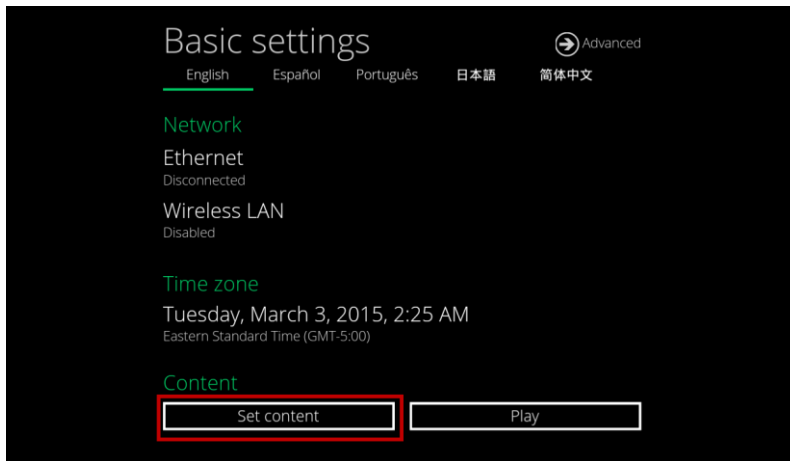 Basic settings
Advanced
English Español Português 日本語 简体中文
Network
Ethernet
Disconnected
Wireless LAN
Disabled
Time zone
Tuesday, March 3, 2015, 2:25 AM
Eastern Standard Time (GMT-5:00)
Content
Set content Play